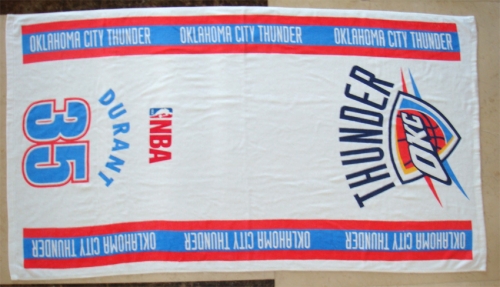 OKLAHOMA CITY THUNDER OKLAHOMA CITY THUNDER OKLAHOMA CITY THUNDER
THUNDER
OKC
NBA
DURANT
35
OKLAHOMA CITY THUNDER OKLAHOMA CITY THUNDER OKLAHOMA CITY THUNDER